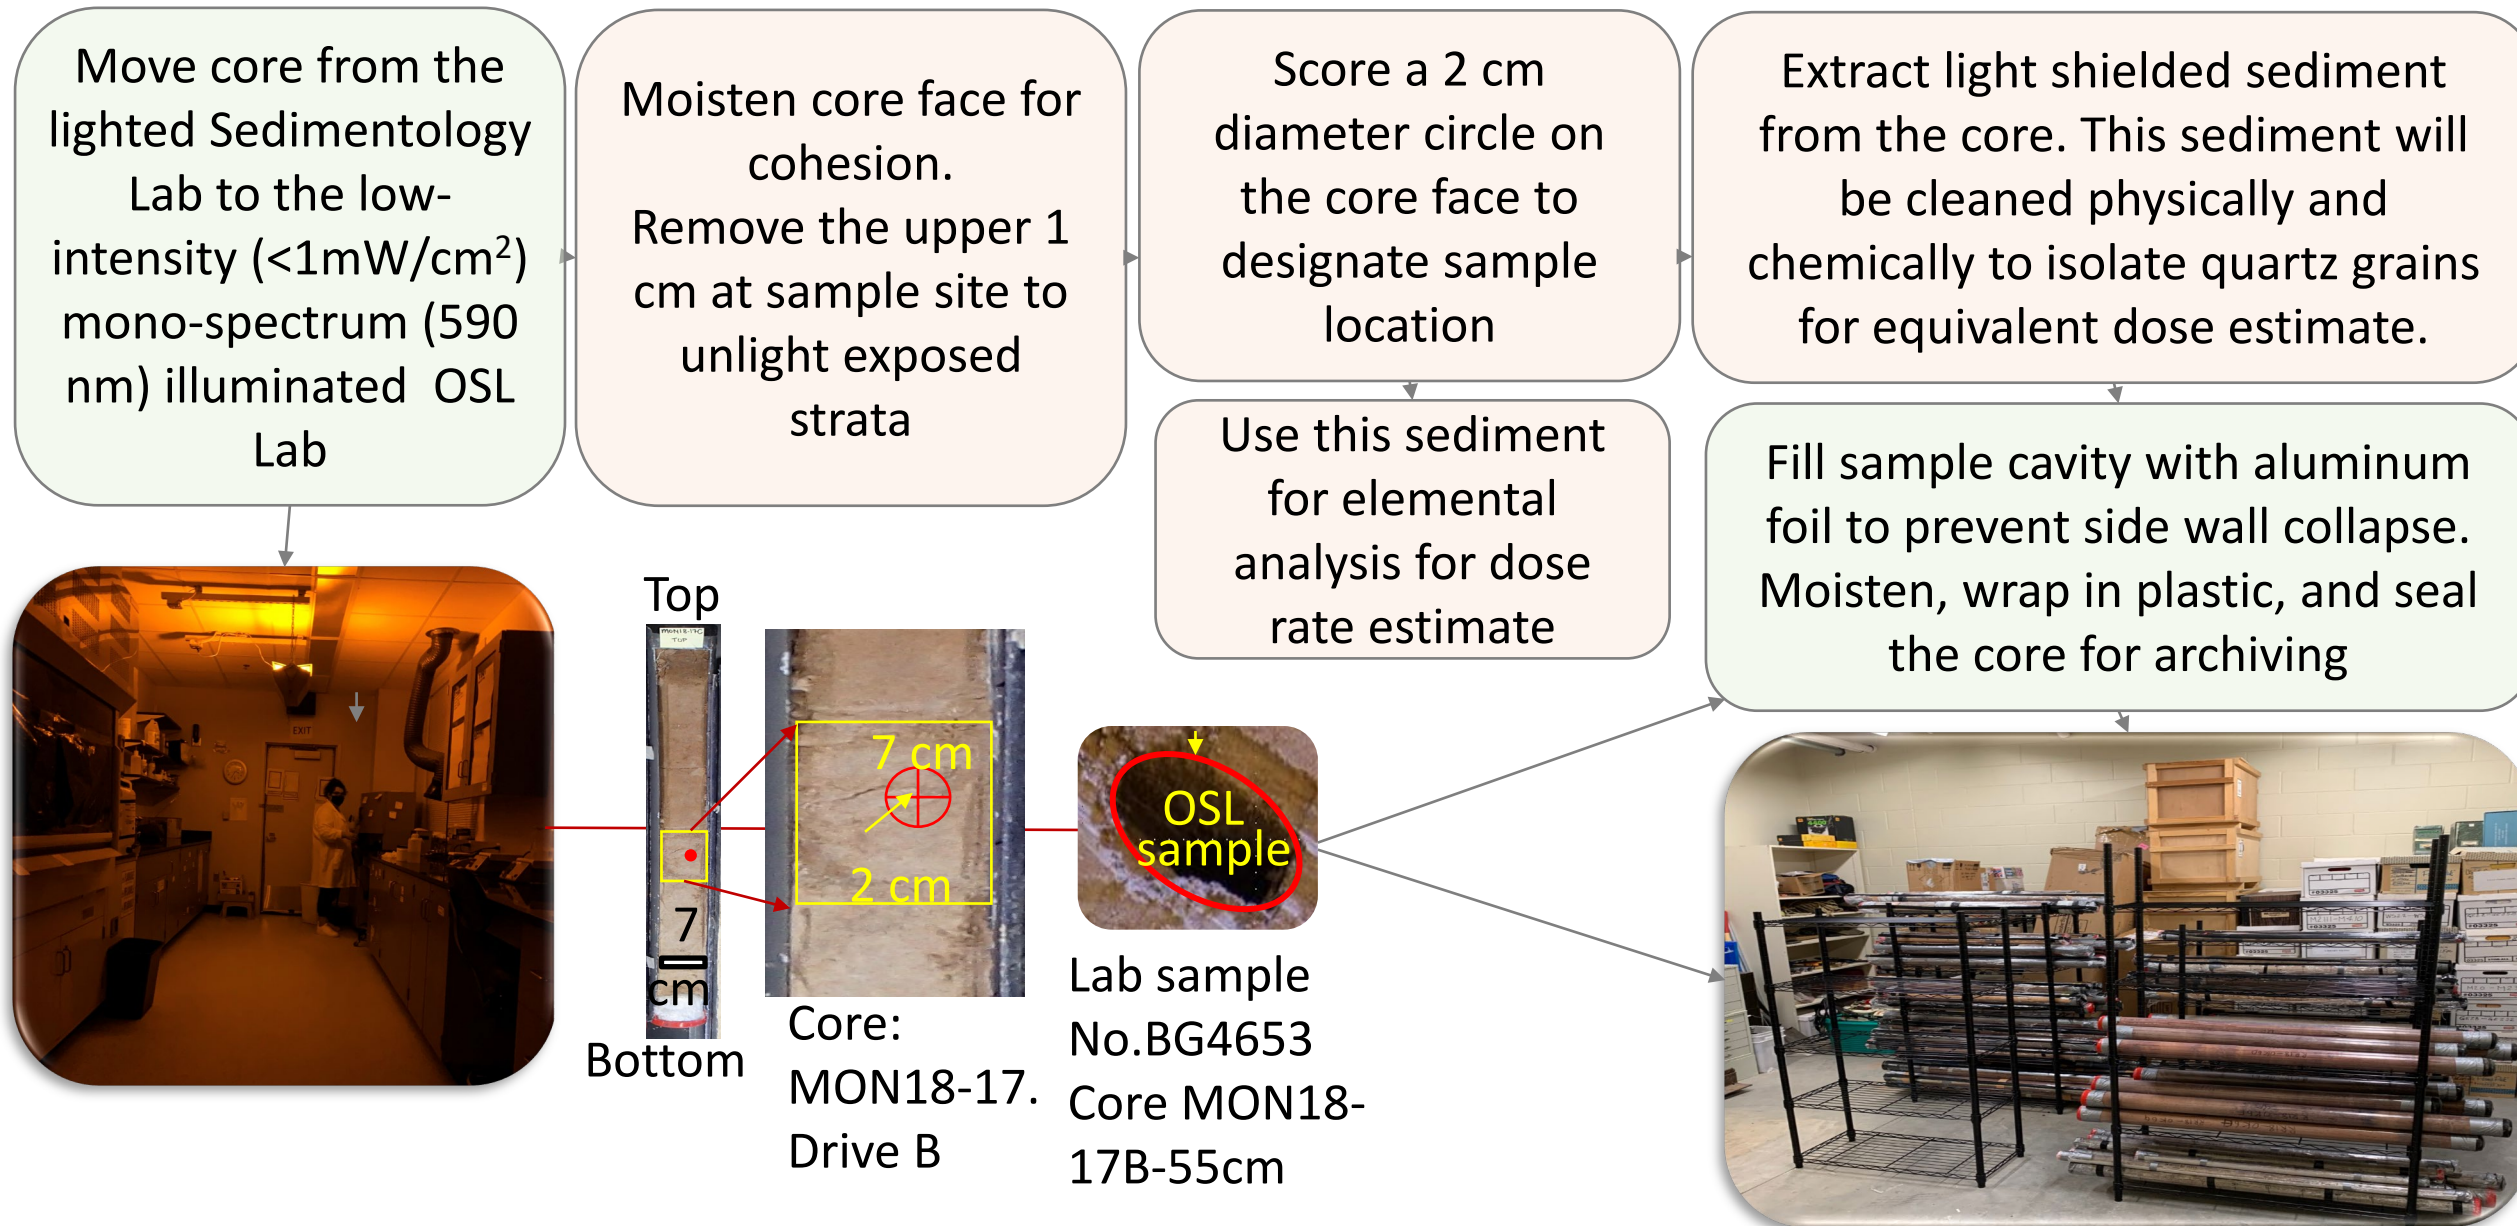 Move core from the
lighted Sedimentology
Lab to the low-
intensity (<1mW/cm²)
mono-spectrum (590
nm) illuminated OSL
Lab
Moisten core face for
cohesion.
Remove the upper 1
cm at sample site to
unlight exposed
strata
Score a 2 cm
diameter circle on
the core face to
designate sample
location
Extract light shielded sediment
from the core. This sediment will
be cleaned physically and
chemically to isolate quartz grains
for equivalent dose estimate.
Use this sediment
for elemental
analysis for dose
rate estimate
Fill sample cavity with aluminum
foil to prevent side wall collapse.
Moisten, wrap in plastic, and seal
the core for archiving
EXIT
Top
MON18-17C
TOP
7
cm
Bottom
7 cm
2 cm
Core:
MON18-17.
Drive B
OSL
sample
Lab sample
No.BG4653
Core MON18-
17B-55cm